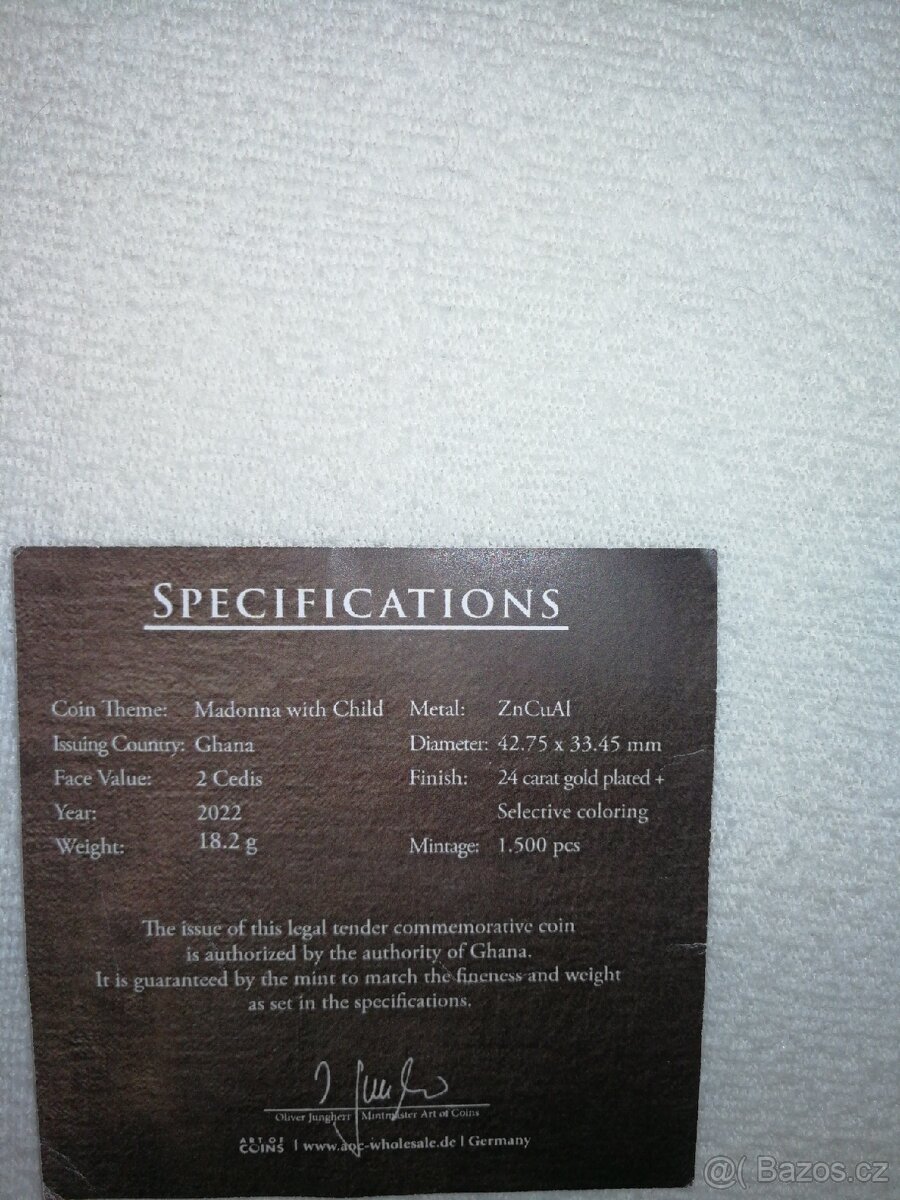 SPECIFICATIONS
Coin Theme: Madonna with Child
Issuing Country: Ghana
Face Value: 2 Cedis
Year: 2022
Weight: 18.2 g
Metal: ZnCuAl
Diameter: 42.75 x 33.45 mm
Finish: 24 carat gold plated +
Selective coloring
Mintage: 1.500 pcs
The issue of this legal tender commemorative coin
is authorized by the authority of Ghana.
It is guaranteed by the mint to match the fineness and weight
as set in the specifications.
Oliver Jungherr | Mintmaster Art of Coins
ART OF COINS | www.aoc-wholesale.de | Germany
@( Bazos.cz